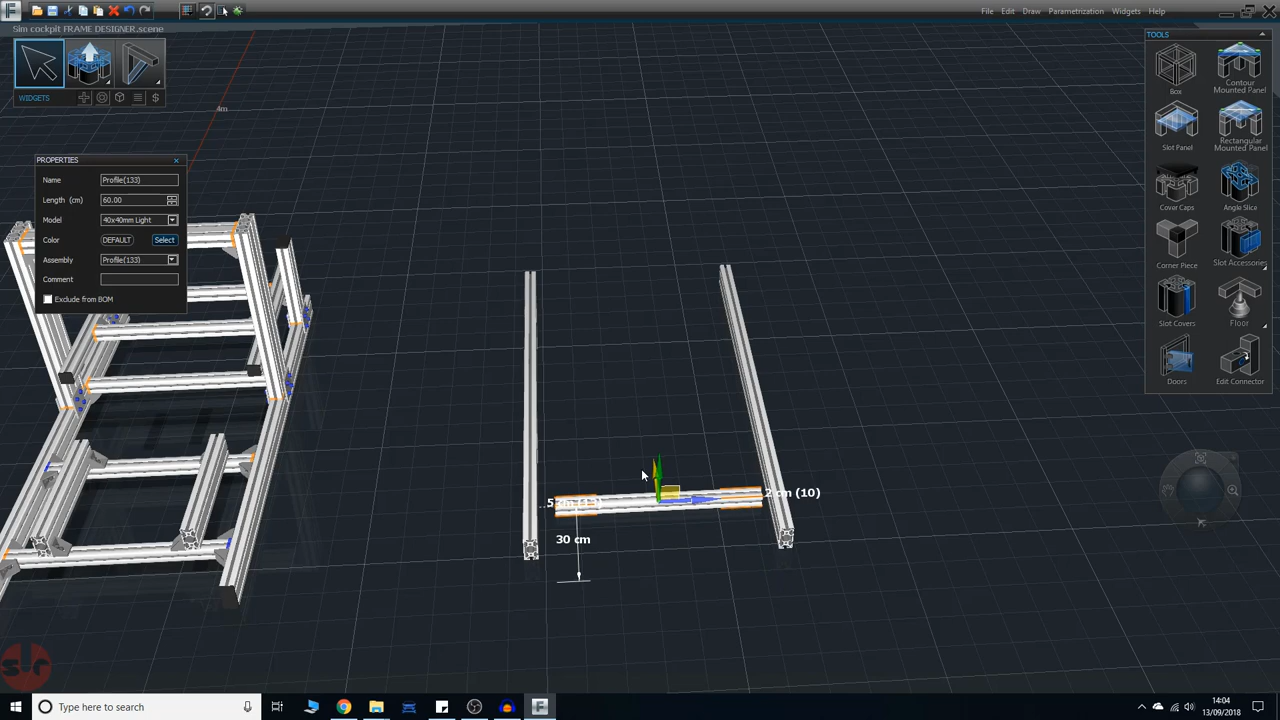 File Edit Draw Parametrization Widgets Help
Sim cockpit FRAME DESIGNER.scene
WIDGETS
4m
PROPERTIES
Name Profile(133)
Length (cm) 60.00
Model 40x40mm Light
Color DEFAULT Select
Assembly Profile(133)
Comment
Exclude from BOM
2 cm (10)
30 cm
TOOLS
Box
Contour
Mounted Panel
Slot Panel
Rectangular
Mounted Panel
Cover Caps
Angle Slice
Corner Piece
Slot Accessories
Slot Covers
Floor
Doors
Edit Connector
Type here to search
14:04
13/09/2018